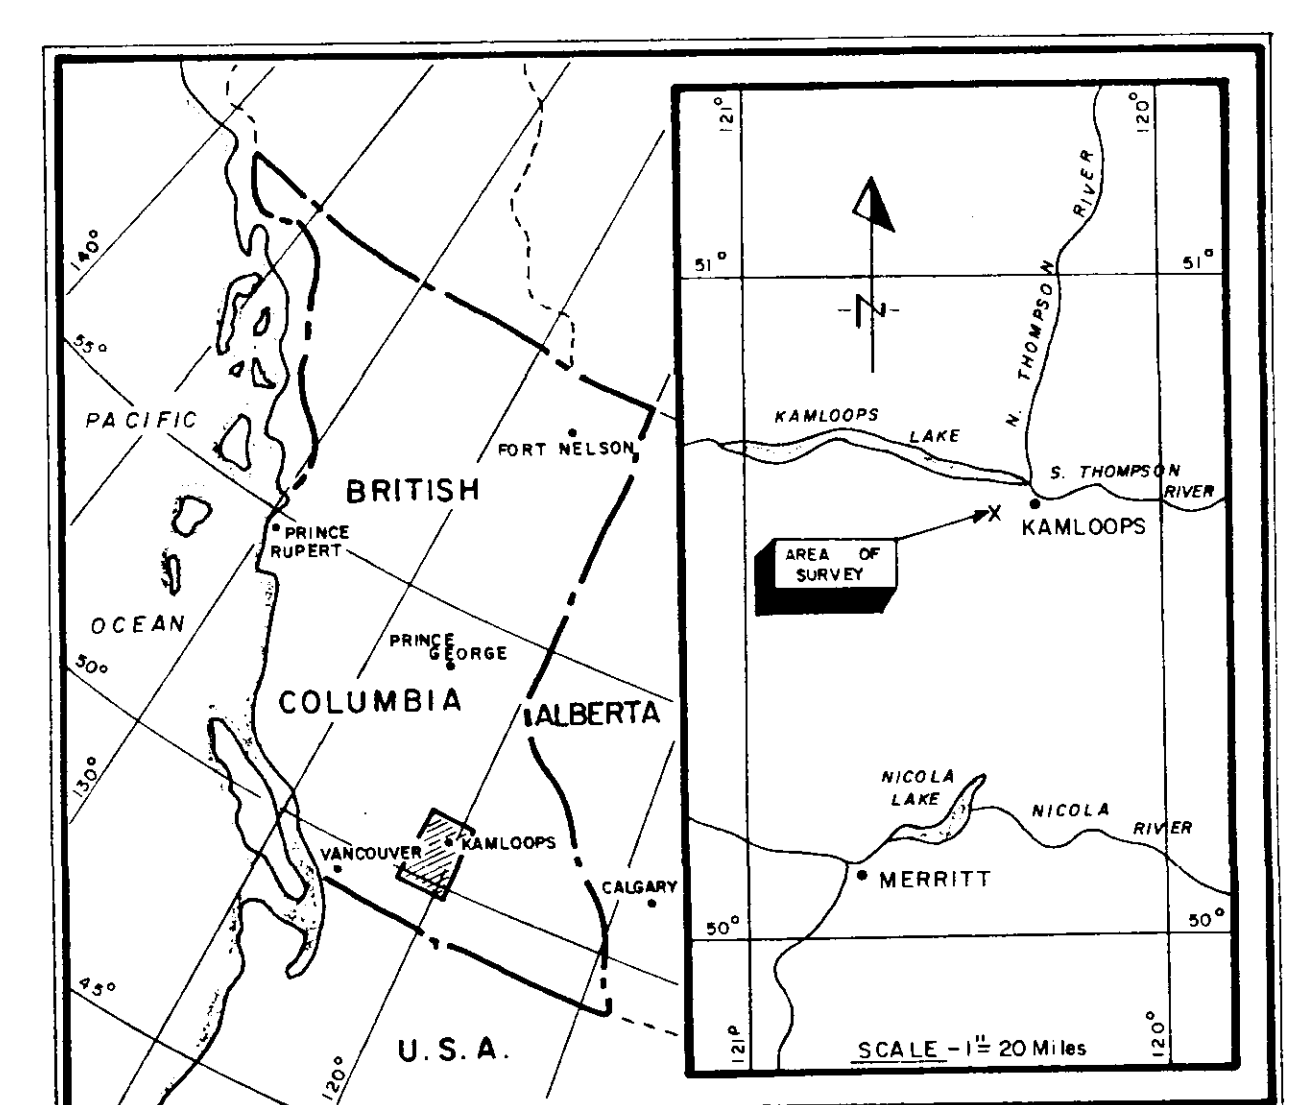 140°
55°
PACIFIC
OCEAN
50°
130°
45°
120°
BRITISH
COLUMBIA
FORT NELSON
PRINCE
RUPERT
PRINCE
GEORGE
ALBERTA
VANCOUVER
KAMLOOPS
CALGARY
U.S.A.
121°
120°
51°
51°
N
N. THOMPSON RIVER
KAMLOOPS LAKE
S. THOMPSON
RIVER
X
KAMLOOPS
AREA OF
SURVEY
NICOLA
LAKE
NICOLA RIVER
MERRITT
50°
50°
121°
120°
SCALE - 1" = 20 Miles